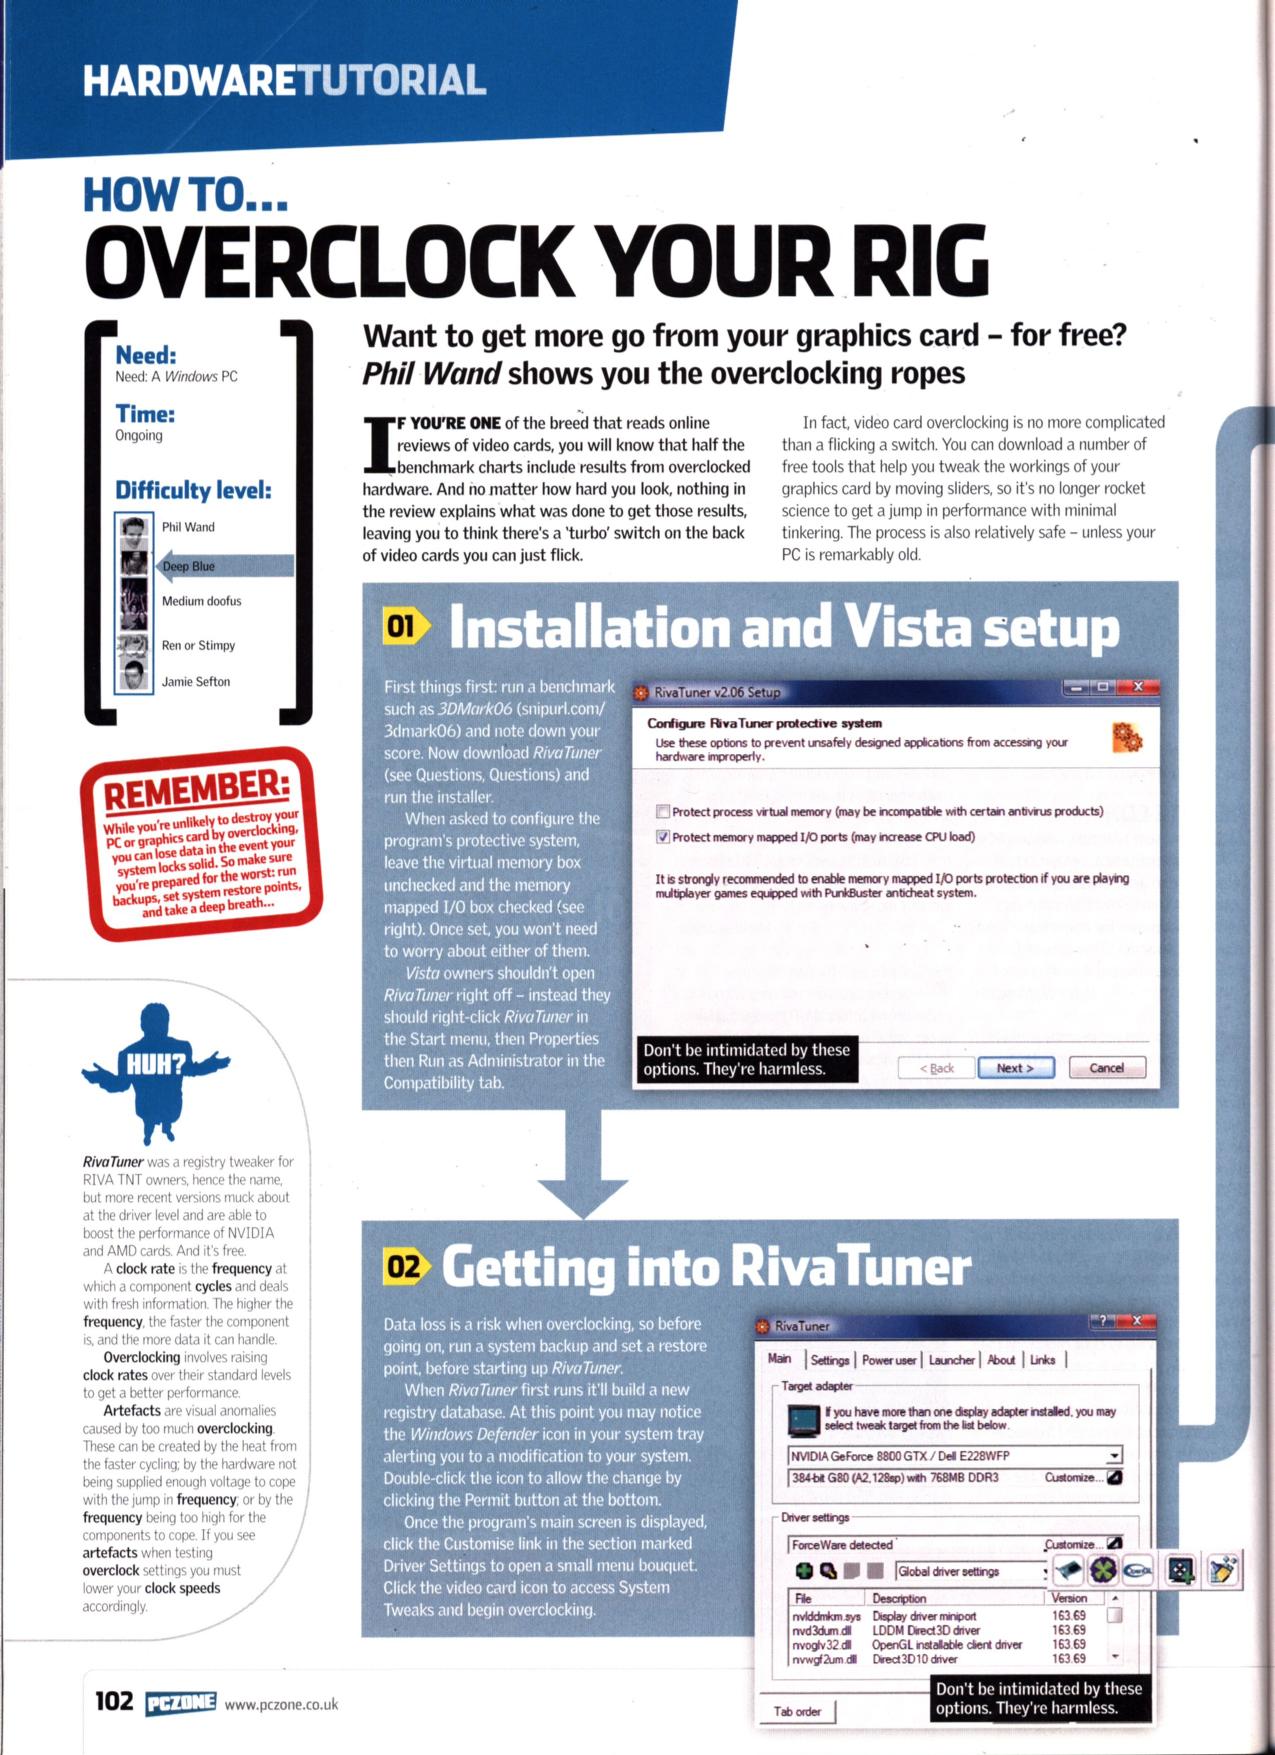 HARDWARETUTORIAL
HOW TO...
OVERCLOCK YOUR RIG
Need:
Need: A Windows PC
Time:
Ongoing
Difficulty level:
Phil Wand
Deep Blue
Medium doofus
Ren or Stimpy
Jamie Sefton
REMEMBER:
While you're unlikely to destroy your
PC or graphics card by overclocking,
you can lose data in the event your
system locks solid. So make sure
you're prepared for the worst: run
backups, set system restore points,
and take a deep breath...
HUH?
RivaTuner was a registry tweaker for
RIVA TNT owners, hence the name,
but more recent versions muck about
at the driver level and are able to
boost the performance of NVIDIA
and AMD cards. And it's free.
A clock rate is the frequency at
which a component cycles and deals
with fresh information. The higher the
frequency, the faster the component
is, and the more data it can handle.
Overclocking involves raising
clock rates over their standard levels
to get a better performance.
Artefacts are visual anomalies
caused by too much overclocking.
These can be created by the heat from
the faster cycling; by the hardware not
being supplied enough voltage to cope
with the jump in frequency; or by the
frequency being too high for the
components to cope. If you see
artefacts when testing
overclock settings you must
lower your clock speeds
accordingly.
Want to get more go from your graphics card – for free?
Phil Wand shows you the overclocking ropes
IF YOU'RE ONE of the breed that reads online
reviews of video cards, you will know that half the
benchmark charts include results from overclocked
hardware. And no matter how hard you look, nothing in
the review explains what was done to get those results,
leaving you to think there's a 'turbo' switch on the back
of video cards you can just flick.
In fact, video card overclocking is no more complicated
than a flicking a switch. You can download a number of
free tools that help you tweak the workings of your
graphics card by moving sliders, so it's no longer rocket
science to get a jump in performance with minimal
tinkering. The process is also relatively safe – unless your
PC is remarkably old.
01 Installation and Vista setup
First things first: run a benchmark
such as 3DMark06 (snipurl.com/
3dmark06) and note down your
score. Now download RivaTuner
(see Questions, Questions) and
run the installer.
When asked to configure the
program's protective system,
leave the virtual memory box
unchecked and the memory
mapped I/O box checked (see
right). Once set, you won't need
to worry about either of them.
Vista owners shouldn't open
RivaTuner right off – instead they
should right-click RivaTuner in
the Start menu, then Properties
then Run as Administrator in the
Compatibility tab.
RivaTuner v2.06 Setup
Configure RivaTuner protective system
Use these options to prevent unsafely designed applications from accessing your
hardware improperly.
Protect process virtual memory (may be incompatible with certain antivirus products)
Protect memory mapped I/O ports (may increase CPU load)
It is strongly recommended to enable memory mapped I/O ports protection if you are playing
multiplayer games equipped with PunkBuster anticheat system.
Don't be intimidated by these
options. They're harmless.
< Back Next > Cancel
02 Getting into RivaTuner
Data loss is a risk when overclocking, so before
going on, run a system backup and set a restore
point, before starting up RivaTuner.
When RivaTuner first runs it'll build a new
registry database. At this point you may notice
the Windows Defender icon in your system tray
alerting you to a modification to your system.
Double-click the icon to allow the change by
clicking the Permit button at the bottom.
Once the program's main screen is displayed,
click the Customise link in the section marked
Driver Settings to open a small menu bouquet.
Click the video card icon to access System
Tweaks and begin overclocking.
RivaTuner
Main Settings Power user Launcher About Links
Target adapter
If you have more than one display adapter installed, you may
select tweak target from the list below.
NVIDIA GeForce 8800 GTX / Dell E228WFP
384-bit G80 (A2,128sp) with 768MB DDR3 Customize...
Driver settings
ForceWare detected Customize...
Global driver settings
OpenGL
File Description Version
nvlddmkm.sys Display driver miniport 163.69
nvd3dum.dll LDDM Direct3D driver 163.69
nvoglv32.dll OpenGL installable client driver 163.69
nvwgf2um.dll Direct3D10 driver 163.69
Don't be intimidated by these
options. They're harmless.
Tab order
102 PCZONE www.pczone.co.uk